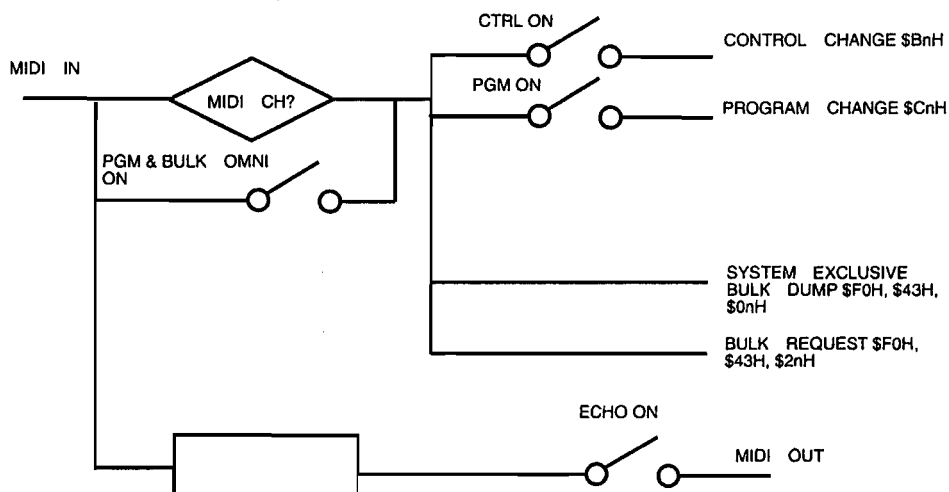 CTRL ON
CONTROL CHANGE $BnH
MIDI IN
MIDI CH?
PGM ON
PROGRAM CHANGE $CnH
PGM & BULK OMNI
ON
SYSTEM EXCLUSIVE
BULK DUMP $F0H, $43H,
$0nH
BULK REQUEST $F0H,
$43H, $2nH
ECHO ON
MIDI OUT